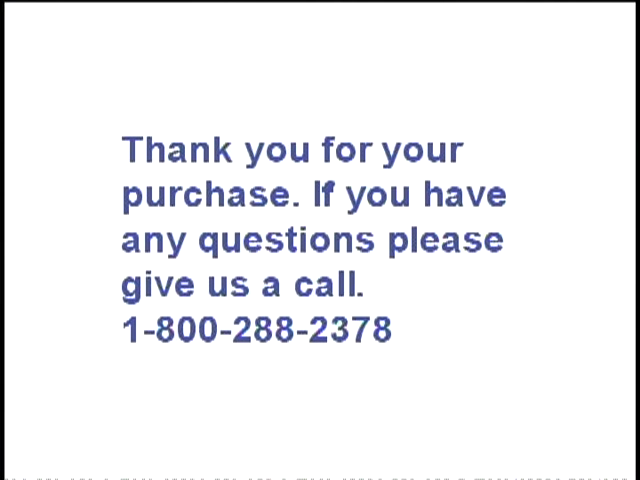 Thank you for your
purchase. If you have
any questions please
give us a call.
1-800-288-2378